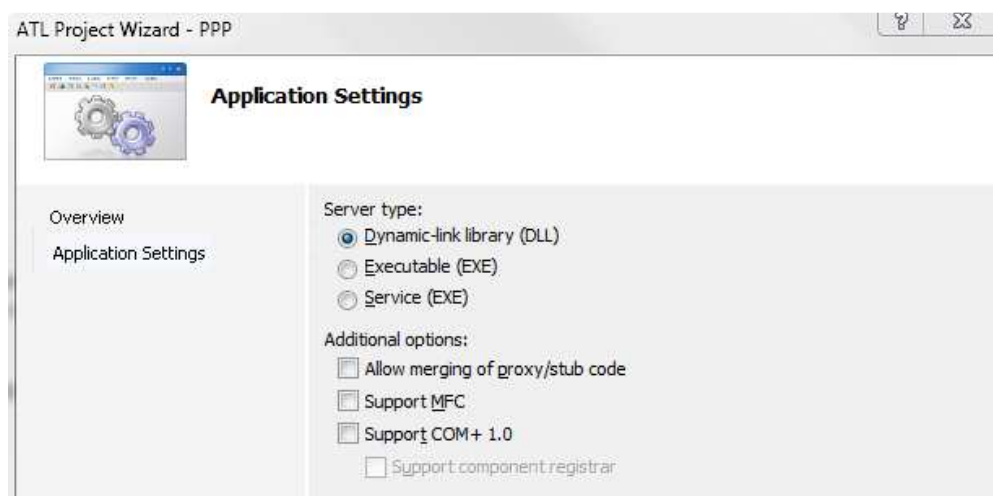 ATL Project Wizard - PPP
Application Settings
Overview
Application Settings
Server type:
Dynamic-link library (DLL)
Executable (EXE)
Service (EXE)
Additional options:
Allow merging of proxy/stub code
Support MFC
Support COM+ 1.0
Support component registrar